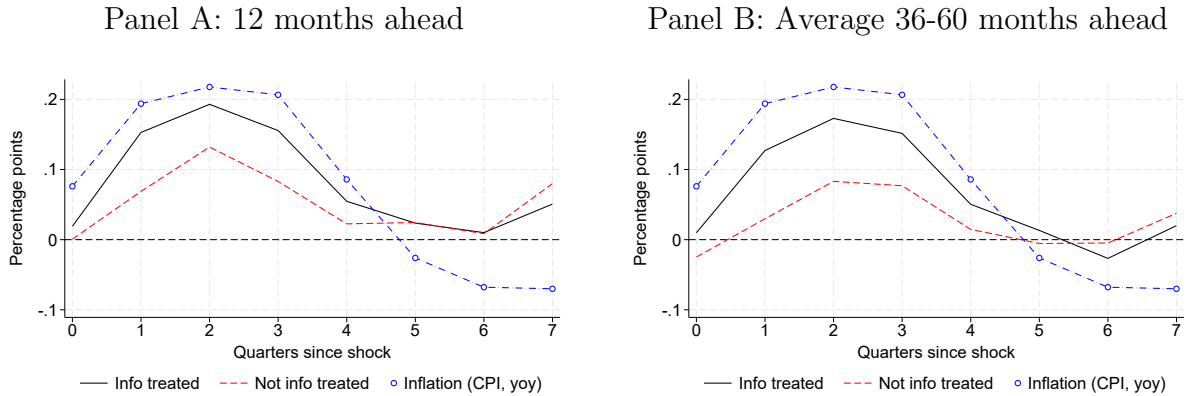 Panel A: 12 months ahead
Percentage points
.2
.1
0
-.1
0 1 2 3 4 5 6 7
Quarters since shock
Info treated Not info treated Inflation (CPI, yoy)
Panel B: Average 36-60 months ahead
Percentage points
.2
.1
0
-.1
0 1 2 3 4 5 6 7
Quarters since shock
Info treated Not info treated Inflation (CPI, yoy)